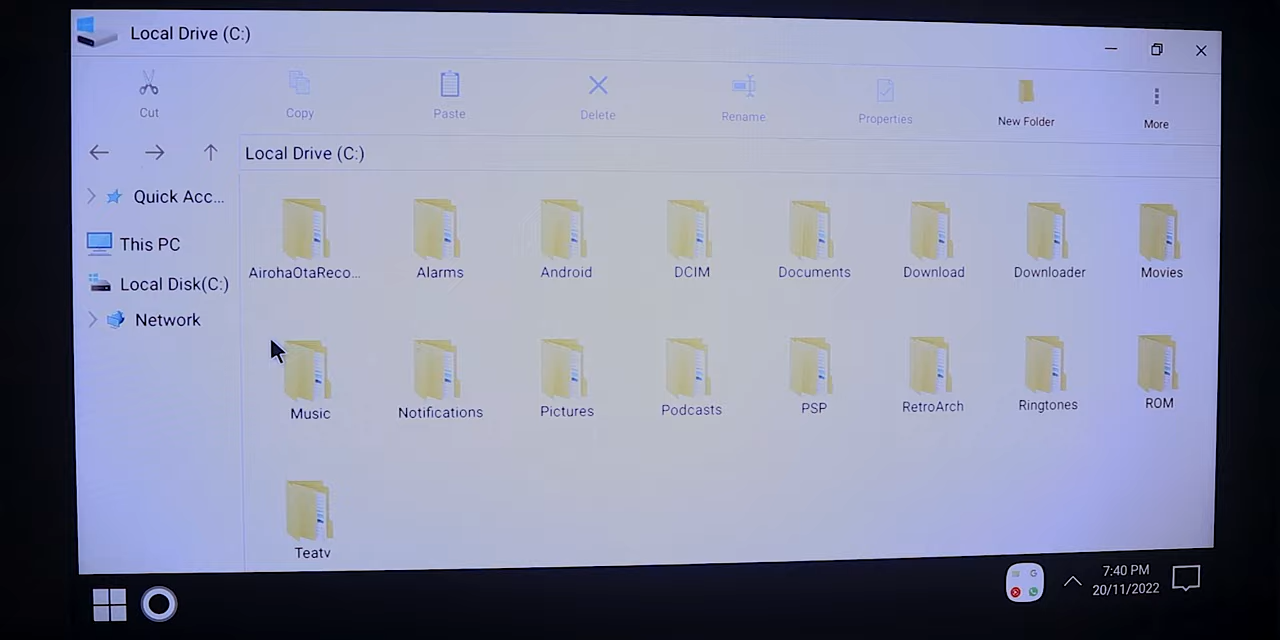 Local Drive (C:)
Cut
Copy
Paste
Delete
Rename
Properties
New Folder
More
Local Drive (C:)
Quick Acc...
This PC
Local Disk(C:)
Network
AirohaOtaReco...
Alarms
Android
DCIM
Documents
Download
Downloader
Movies
Music
Notifications
Pictures
Podcasts
PSP
RetroArch
Ringtones
ROM
Teatv
7:40 PM
20/11/2022